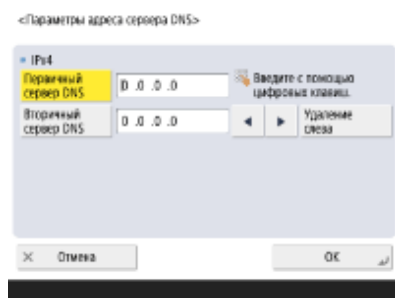 <Параметры адреса сервера DNS>
IPv4
Первичный
сервер DNS
0 .0 .0 .0
Введите с помощью
цифровых клавиш.
Вторичный
сервер DNS
0 .0 .0 .0
Удаление
слева
Отмена
OK